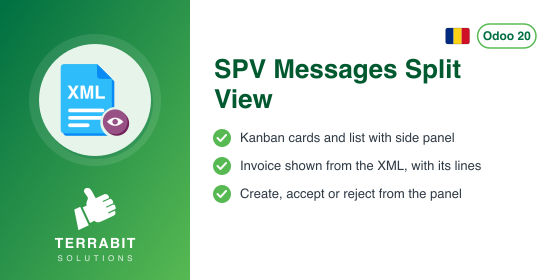 Odoo 20
SPV Messages Split
View
XML
Kanban cards and list with side panel
Invoice shown from the XML, with its lines
Create, accept or reject from the panel
TERRABIT
SOLUTIONS